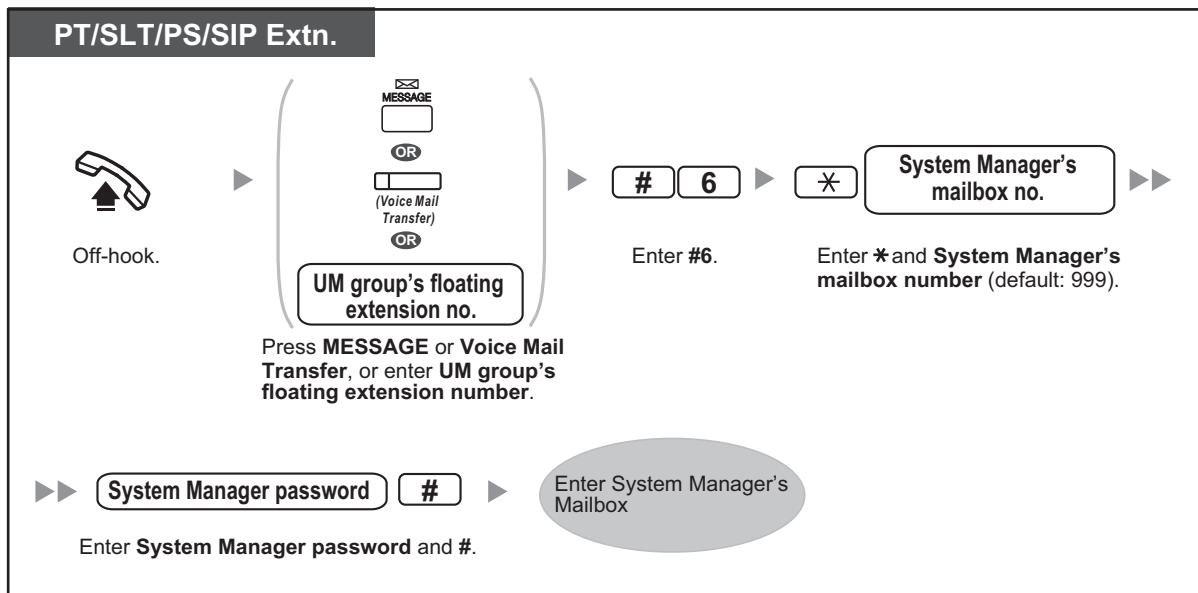 PT/SLT/PS/SIP Extn.
MESSAGE
OR
(Voice Mail
Transfer)
OR
UM group's floating
extension no.
# 6
* System Manager's
mailbox no.
Off-hook.
Press MESSAGE or Voice Mail
Transfer, or enter UM group's
floating extension number.
Enter #6.
Enter * and System Manager's
mailbox number (default: 999).
System Manager password #
Enter System Manager password and #.
Enter System Manager's
Mailbox